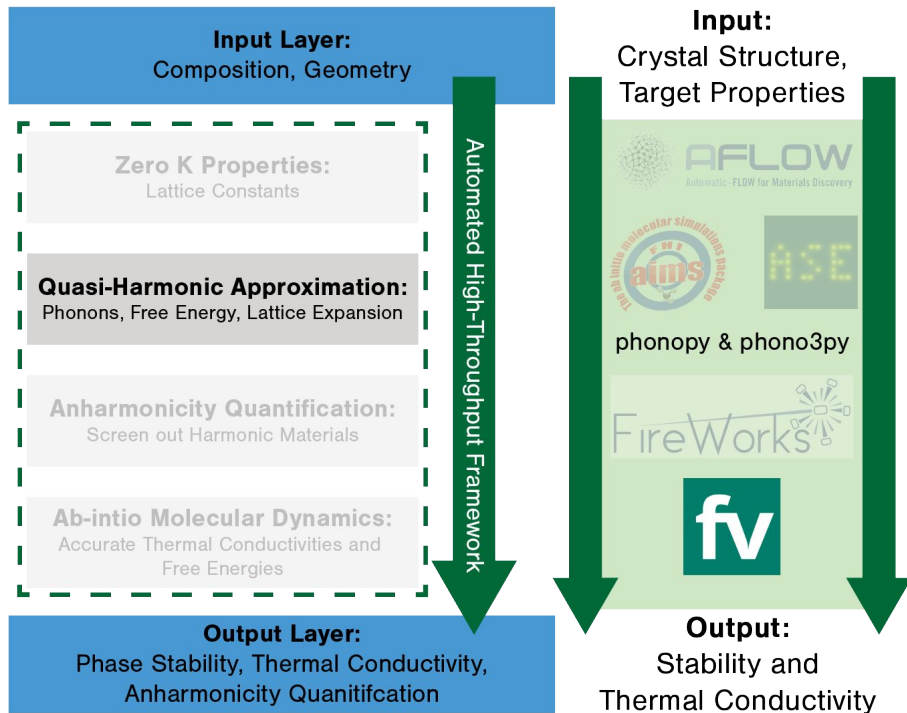 Input Layer:
Composition, Geometry
Zero K Properties:
Lattice Constants
Quasi-Harmonic Approximation:
Phonons, Free Energy, Lattice Expansion
Anharmonicity Quantification:
Screen out Harmonic Materials
Ab-intio Molecular Dynamics:
Accurate Thermal Conductivities and
Free Energies
Automated High-Throughput Framework
Output Layer:
Phase Stability, Thermal Conductivity,
Anharmonicity Quanitifcation
Input:
Crystal Structure,
Target Properties
AFLOW
Automatic - FLOW for Materials Discovery
The ab initio molecular simulations package
FHI
aims
ASE
phonopy & phono3py
FireWorks
fv
Output:
Stability and
Thermal Conductivity